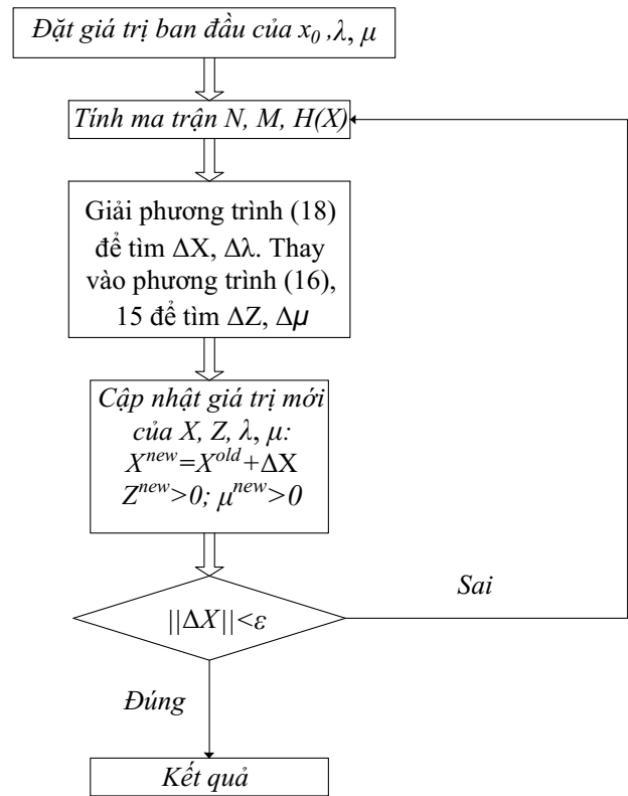 Đặt giá trị ban đầu của x₀ ,λ, μ
Tính ma trận N, M, H(X)
Giải phương trình (18)
để tìm ΔX, Δλ. Thay
vào phương trình (16),
15 để tìm ΔZ, Δμ
Cập nhật giá trị mới
của X, Z, λ, μ:
Xⁿᵉʷ=Xᵒˡᵈ+ΔX
Zⁿᵉʷ>0; μⁿᵉʷ>0
||ΔX||<ε
Sai
Đúng
Kết quả